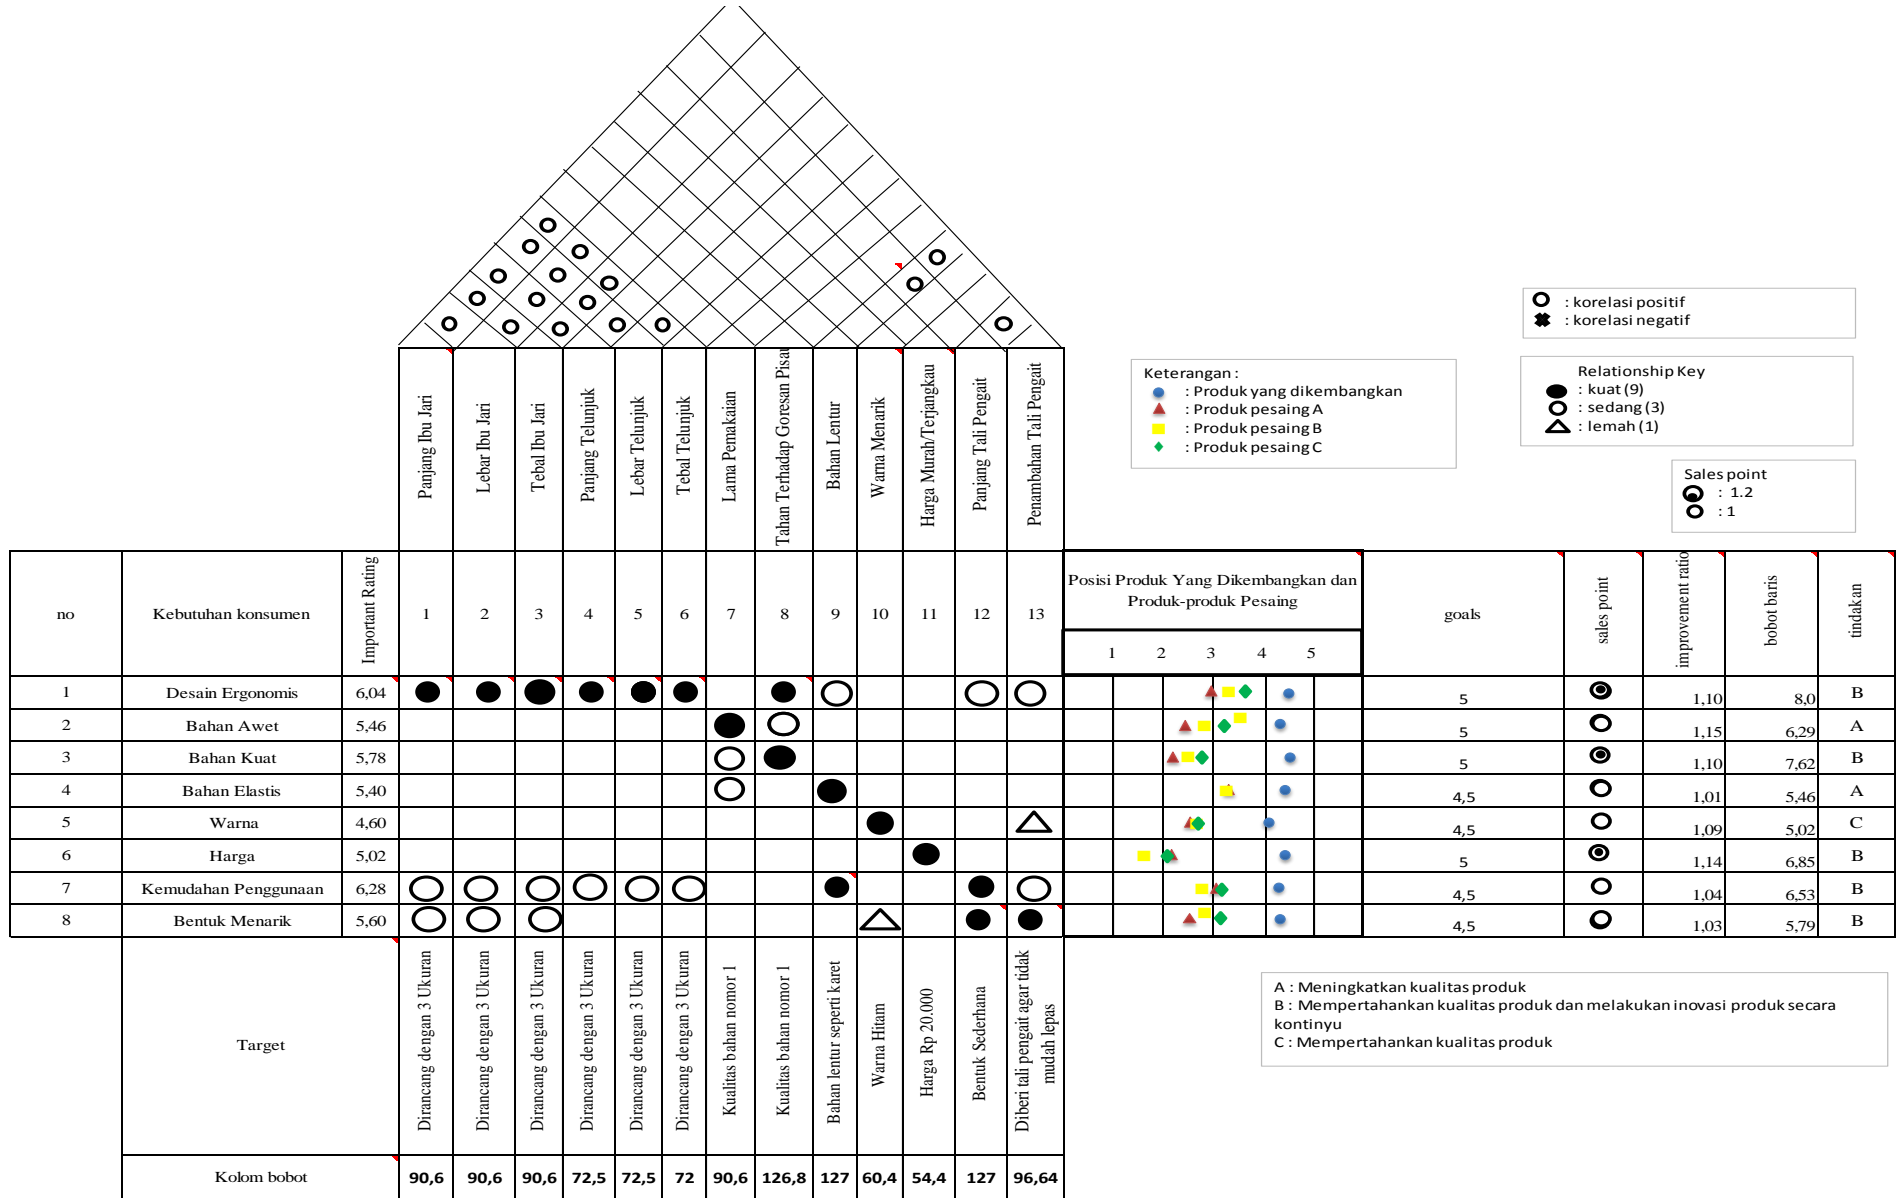 : korelasi positif
: korelasi negatif
Keterangan :
: Produk yang dikembangkan
: Produk pesaing A
: Produk pesaing B
: Produk pesaing C
Relationship Key
: kuat (9)
: sedang (3)
: lemah (1)
Sales point
: 1.2
: 1
Panjang Ibu Jari
Lebar Ibu Jari
Tebal Ibu Jari
Panjang Telunjuk
Lebar Telunjuk
Tebal Telunjuk
Lama Pemakaian
Tahan Terhadap Goresan Pisau
Bahan Lentur
Warna Menarik
Harga Murah/Terjangkau
Panjang Tali Pengait
Penambahan Tali Pengait
no Kebutuhan konsumen Important Rating 1 2 3 4 5 6 7 8 9 10 11 12 13
Posisi Produk Yang Dikembangkan dan
Produk-produk Pesaing
1 2 3 4 5
goals sales point improvement ratio bobot baris tindakan
1 Desain Ergonomis 6,04 5 1,10 8,0 B
2 Bahan Awet 5,46 5 1,15 6,29 A
3 Bahan Kuat 5,78 5 1,10 7,62 B
4 Bahan Elastis 5,40 4,5 1,01 5,46 A
5 Warna 4,60 4,5 1,09 5,02 C
6 Harga 5,02 5 1,14 6,85 B
7 Kemudahan Penggunaan 6,28 4,5 1,04 6,53 B
8 Bentuk Menarik 5,60 4,5 1,03 5,79 B
Target
Dirancang dengan 3 Ukuran
Dirancang dengan 3 Ukuran
Dirancang dengan 3 Ukuran
Dirancang dengan 3 Ukuran
Dirancang dengan 3 Ukuran
Dirancang dengan 3 Ukuran
Kualitas bahan nomor 1
Kualitas bahan nomor 1
Bahan lentur seperti karet
Warna Hitam
Harga Rp 20.000
Bentuk Sederhana
Diberi tali pengait agar tidak
mudah lepas
Kolom bobot 90,6 90,6 90,6 72,5 72,5 72 90,6 126,8 127 60,4 54,4 127 96,64
A : Meningkatkan kualitas produk
B : Mempertahankan kualitas produk dan melakukan inovasi produk secara
kontinyu
C : Mempertahankan kualitas produk